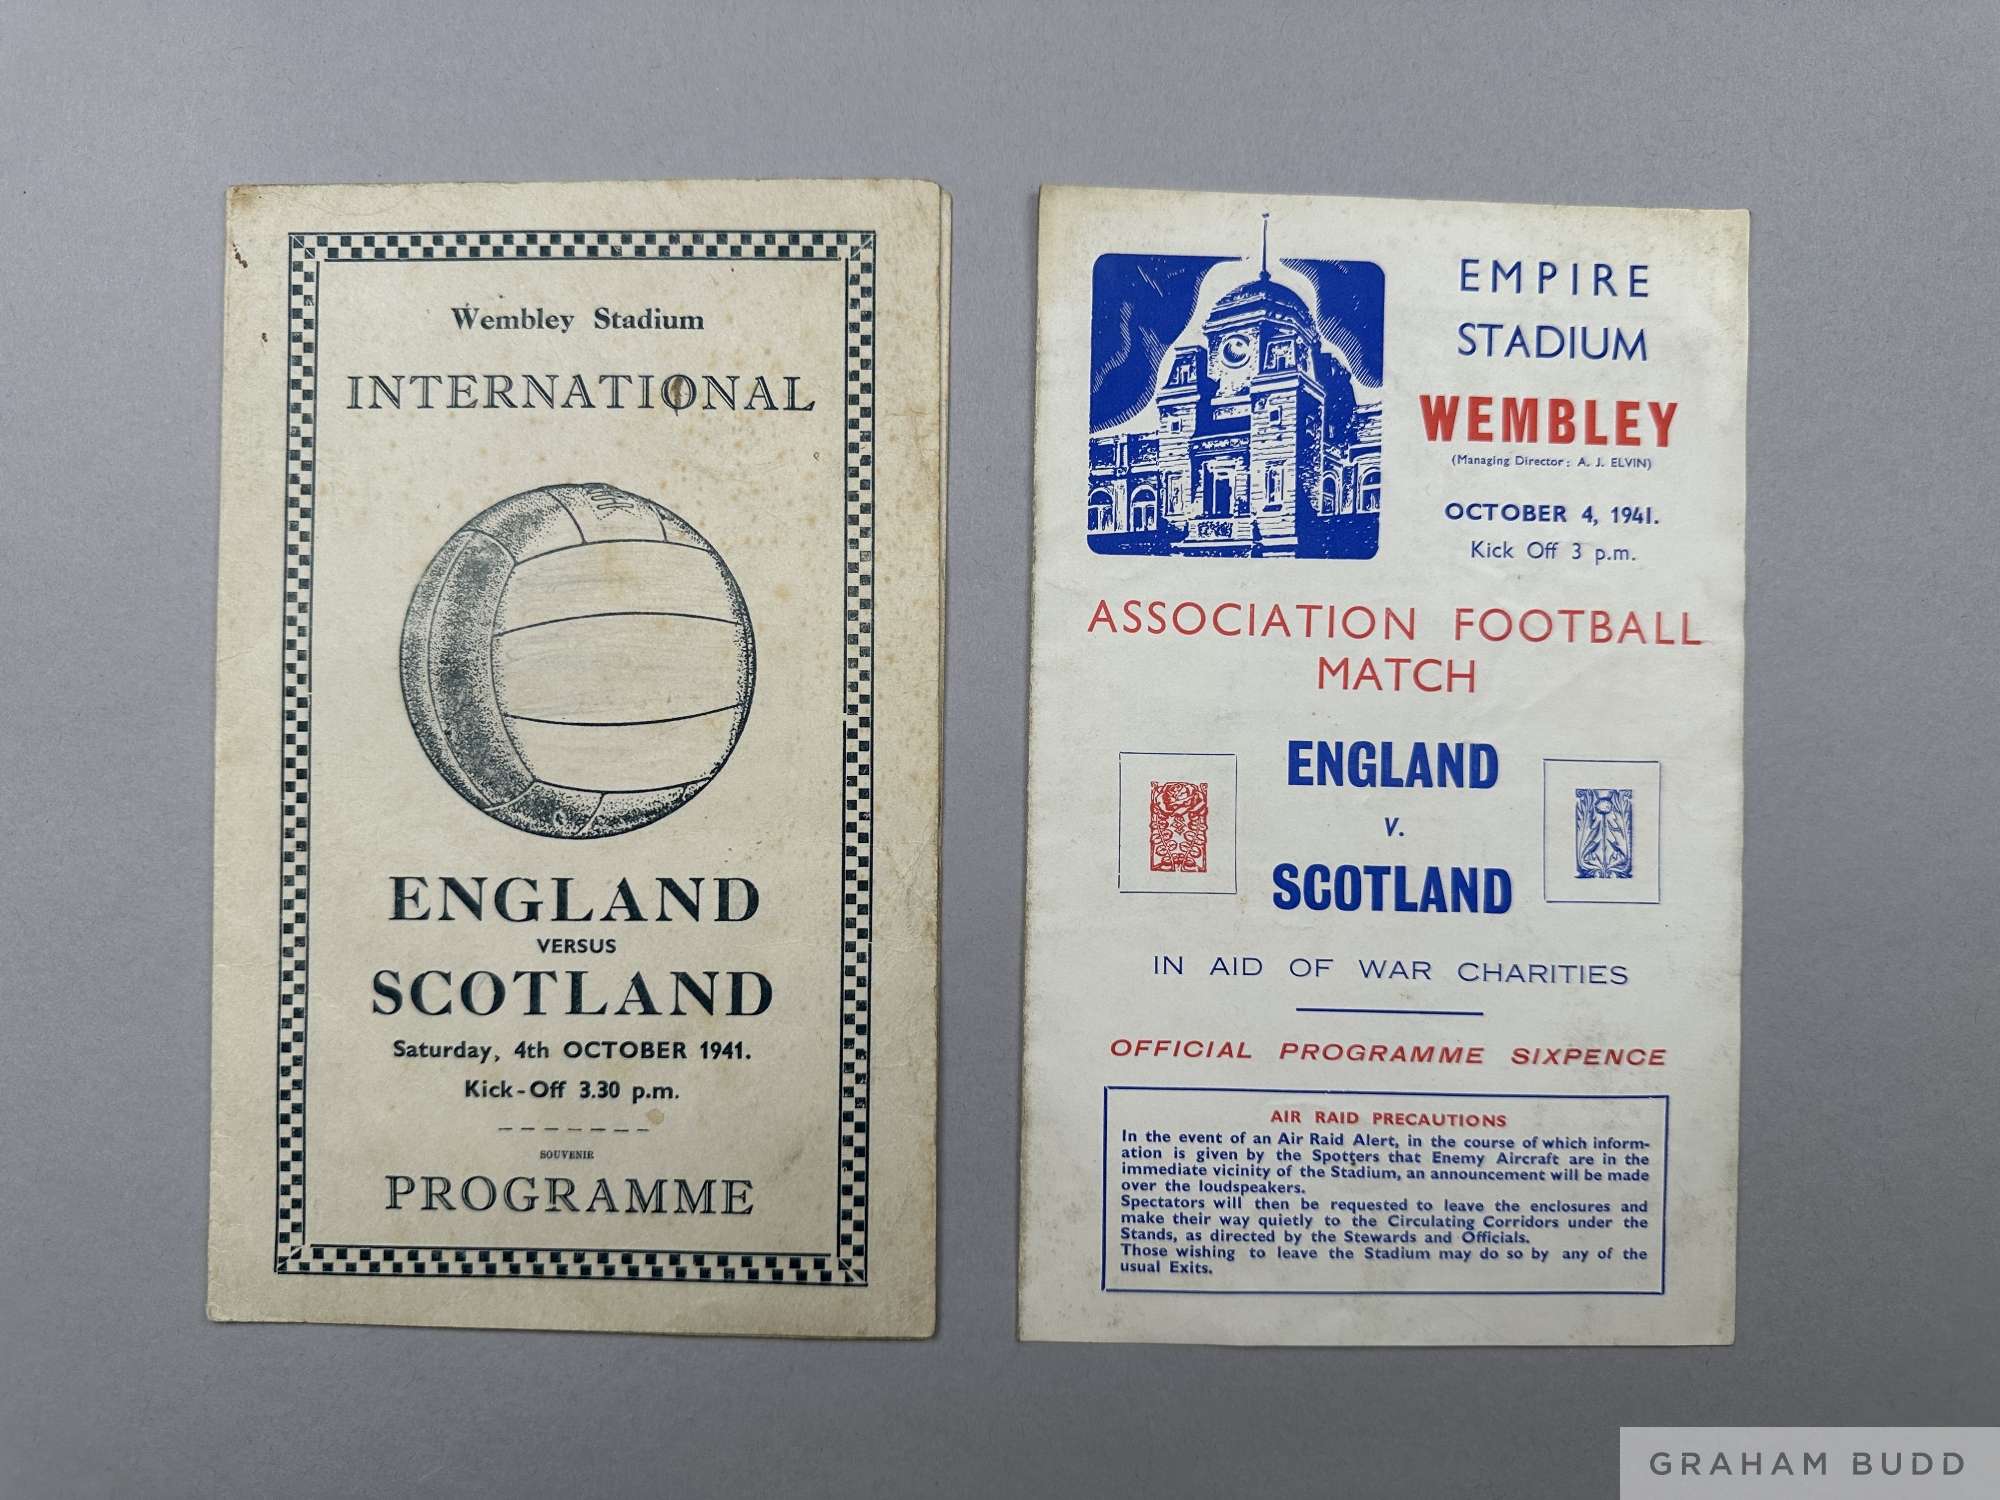 Wembley Stadium
INTERNATIONAL
ENGLAND
VERSUS
SCOTLAND
Saturday, 4th OCTOBER 1941.
Kick-Off 3.30 p.m.
SOUVENIR
PROGRAMME
EMPIRE
STADIUM
WEMBLEY
(Managing Director: A. J. ELVIN)
OCTOBER 4, 1941.
Kick Off 3 p.m.
ASSOCIATION FOOTBALL
MATCH
ENGLAND
v.
SCOTLAND
IN AID OF WAR CHARITIES
OFFICIAL PROGRAMME SIXPENCE
AIR RAID PRECAUTIONS
In the event of an Air Raid Alert, in the course of which inform-
ation is given by the Spotters that Enemy Aircraft are in the
immediate vicinity of the Stadium, an announcement will be made
over the loudspeakers.
Spectators will then be requested to leave the enclosures and
make their way quietly to the Circulating Corridors under the
Stands, as directed by the Stewards and Officials.
Those wishing to leave the Stadium may do so by any of the
usual Exits.
GRAHAM BUDD